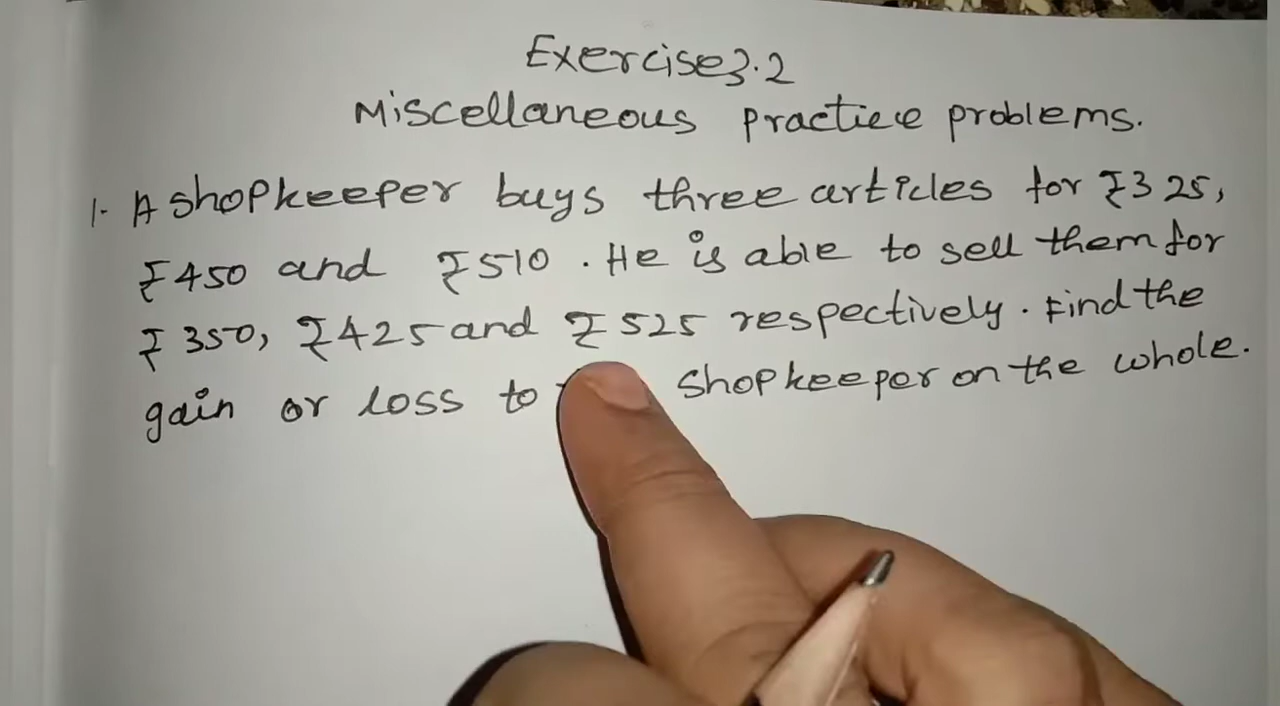 Exercise 3.2
Miscellaneous practice problems.
1. A shopkeeper buys three articles for ₹325,
₹450 and ₹510. He is able to sell them for
₹350, ₹425 and ₹525 respectively. Find the
gain or loss to shopkeeper on the whole.